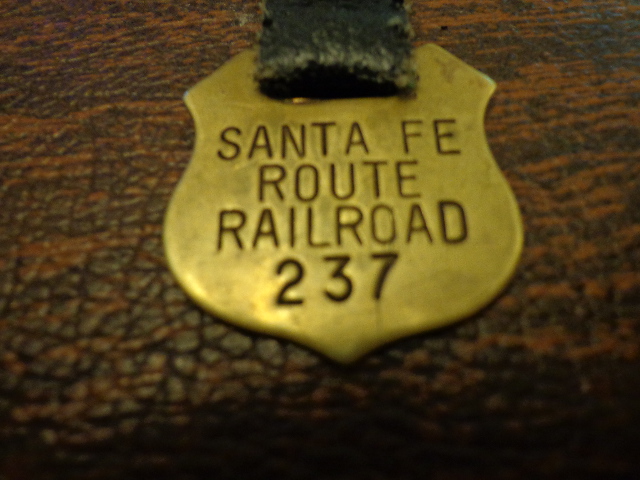 SANTA FE
ROUTE
RAILROAD
237